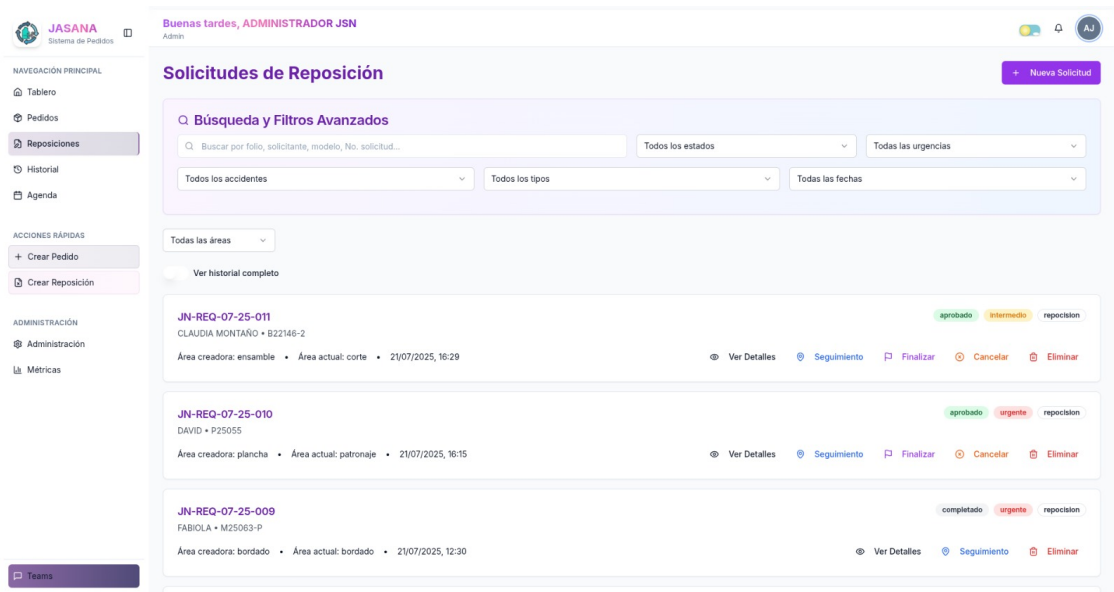 JASANA
Sistema de Pedidos
Buenas tardes, ADMINISTRADOR JSN
Admin
AJ
NAVEGACIÓN PRINCIPAL
Tablero
Pedidos
Reposiciones
Historial
Agenda
ACCIONES RÁPIDAS
Crear Pedido
Crear Reposición
ADMINISTRACIÓN
Administración
Métricas
Teams
Solicitudes de Reposición
+ Nueva Solicitud
Búsqueda y Filtros Avanzados
Buscar por folio, solicitante, modelo, No. solicitud...
Todos los estados
Todas las urgencias
Todos los accidentes
Todos los tipos
Todas las fechas
Todas las áreas
Ver historial completo
JN-REQ-07-25-011
aprobado intermedio repocision
CLAUDIA MONTAÑO • B22146-2
Área creadora: ensamble • Área actual: corte • 21/07/2025, 16:29
Ver Detalles Seguimiento Finalizar Cancelar Eliminar
JN-REQ-07-25-010
aprobado urgente repocision
DAVID • P25055
Área creadora: plancha • Área actual: patronaje • 21/07/2025, 16:15
Ver Detalles Seguimiento Finalizar Cancelar Eliminar
JN-REQ-07-25-009
completado urgente repocision
FABIOLA • M25063-P
Área creadora: bordado • Área actual: bordado • 21/07/2025, 12:30
Ver Detalles Seguimiento Eliminar